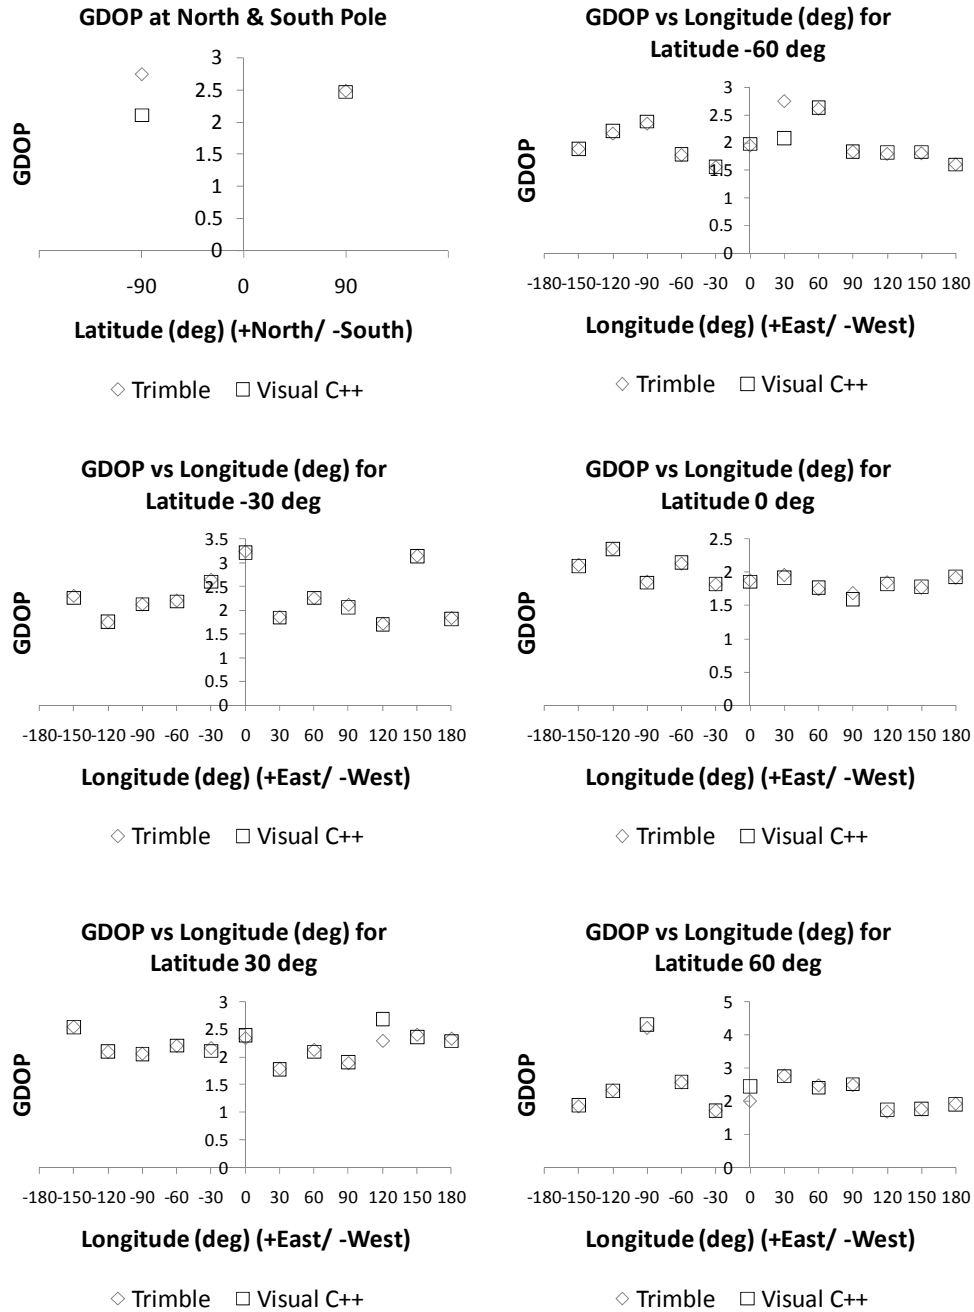 GDOP at North & South Pole
3
2.5
2
1.5
1
0.5
0
GDOP
-90 0 90
Latitude (deg) (+North/ -South)
Trimble Visual C++
GDOP vs Longitude (deg) for
Latitude -60 deg
3
2.5
2
1.5
1
0.5
0
GDOP
-180 -150 -120 -90 -60 -30 0 30 60 90 120 150 180
Longitude (deg) (+East/ -West)
Trimble Visual C++
GDOP vs Longitude (deg) for
Latitude -30 deg
3.5
3
2.5
2
1.5
1
0.5
0
GDOP
-180 -150 -120 -90 -60 -30 0 30 60 90 120 150 180
Longitude (deg) (+East/ -West)
Trimble Visual C++
GDOP vs Longitude (deg) for
Latitude 0 deg
2.5
2
1.5
1
0.5
0
GDOP
-180 -150 -120 -90 -60 -30 0 30 60 90 120 150 180
Longitude (deg) (+East/ -West)
Trimble Visual C++
GDOP vs Longitude (deg) for
Latitude 30 deg
3
2.5
2
1.5
1
0.5
0
GDOP
-180 -150 -120 -90 -60 -30 0 30 60 90 120 150 180
Longitude (deg) (+East/ -West)
Trimble Visual C++
GDOP vs Longitude (deg) for
Latitude 60 deg
5
4
3
2
1
0
GDOP
-180 -150 -120 -90 -60 -30 0 30 60 90 120 150 180
Longitude (deg) (+East/ -West)
Trimble Visual C++